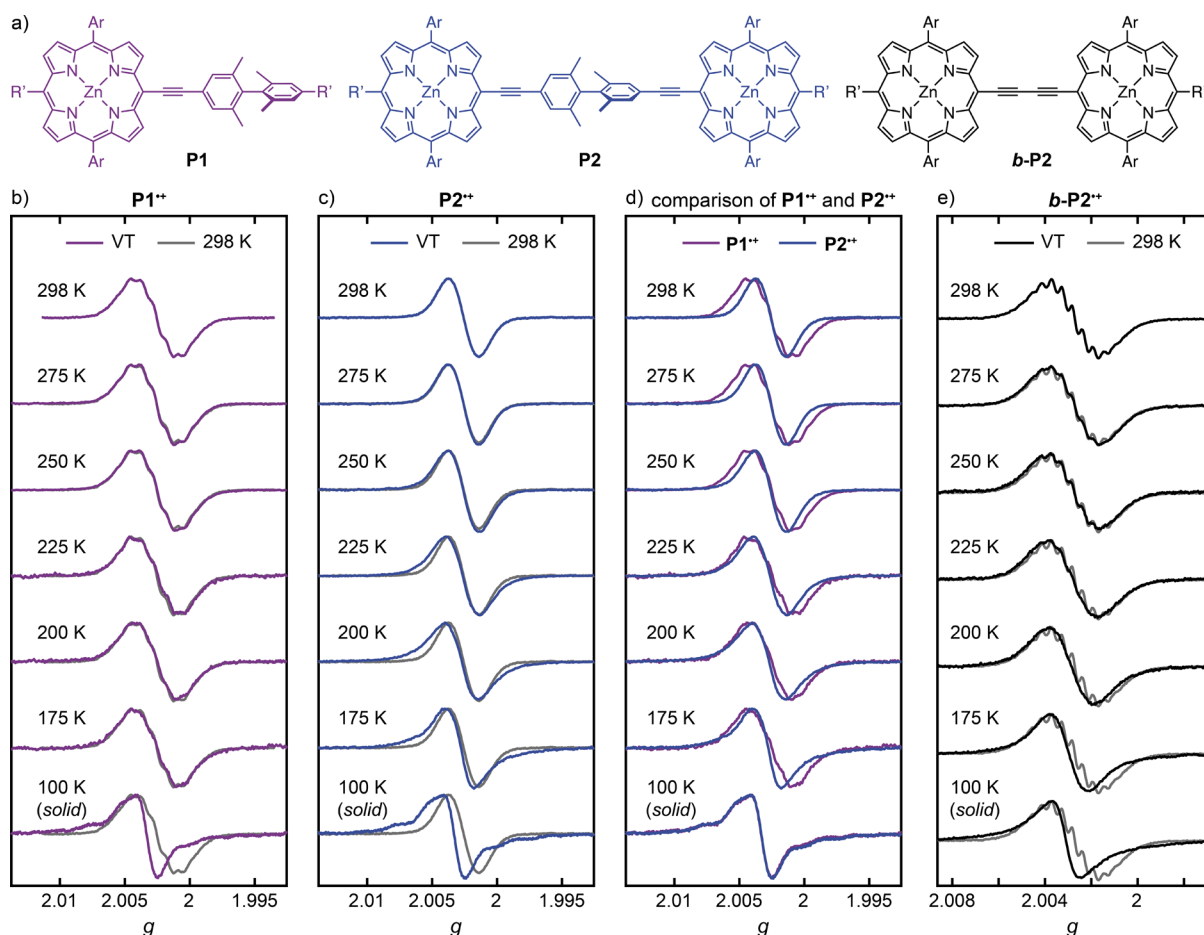 a)
Ar Ar Ar Ar Ar
N N N N N N N N N N
R' Zn R' R' Zn Zn R' R' Zn Zn R'
N N N N N N N N N N
Ar P1 Ar P2 Ar Ar b-P2 Ar
b) P1•+ c) P2•+ d) comparison of P1•+ and P2•+ e) b-P2•+
VT 298 K VT 298 K P1•+ P2•+ VT 298 K
298 K 298 K 298 K 298 K
275 K 275 K 275 K 275 K
250 K 250 K 250 K 250 K
225 K 225 K 225 K 225 K
200 K 200 K 200 K 200 K
175 K 175 K 175 K 175 K
100 K 100 K 100 K 100 K
(solid) (solid) (solid) (solid)
2.01 2.005 2 1.995 2.01 2.005 2 1.995 2.01 2.005 2 1.995 2.008 2.004 2
g g g g